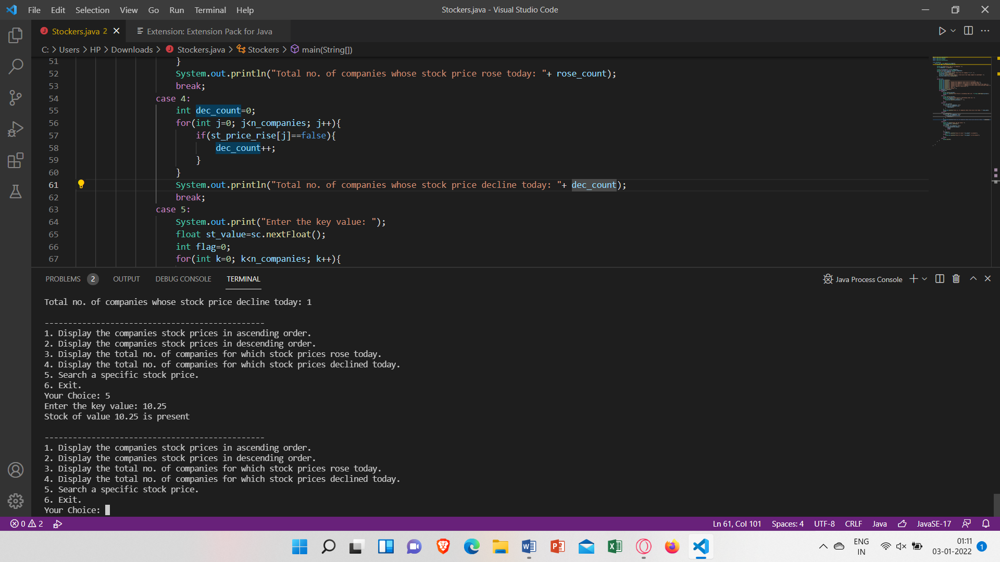 File Edit Selection View Go Run Terminal Help
Stockers.java - Visual Studio Code
Stockers.java 2
Extension: Extension Pack for Java
C: > Users > HP > Downloads > Stockers.java > Stockers > main(String[])
51 }
52 System.out.println("Total no. of companies whose stock price rose today: "+ rose_count);
53 break;
54 case 4:
55 int dec_count=0;
56 for(int j=0; j<n_companies; j++){
57 if(st_price_rise[j]==false){
58 dec_count++;
59 }
60 }
61 System.out.println("Total no. of companies whose stock price decline today: "+ dec_count);
62 break;
63 case 5:
64 System.out.print("Enter the key value: ");
65 float st_value=sc.nextFloat();
66 int flag=0;
67 for(int k=0; k<n_companies; k++){
PROBLEMS 2 OUTPUT DEBUG CONSOLE TERMINAL
Java Process Console
Total no. of companies whose stock price decline today: 1
-----------------------------------------------
1. Display the companies stock prices in ascending order.
2. Display the companies stock prices in descending order.
3. Display the total no. of companies for which stock prices rose today.
4. Display the total no. of companies for which stock prices declined today.
5. Search a specific stock price.
6. Exit.
Your Choice: 5
Enter the key value: 10.25
Stock of value 10.25 is present
-----------------------------------------------
1. Display the companies stock prices in ascending order.
2. Display the companies stock prices in descending order.
3. Display the total no. of companies for which stock prices rose today.
4. Display the total no. of companies for which stock prices declined today.
5. Search a specific stock price.
6. Exit.
Your Choice:
0 2
Ln 61, Col 101 Spaces: 4 UTF-8 CRLF Java JavaSE-17
ENG
IN
01:11
03-01-2022
1